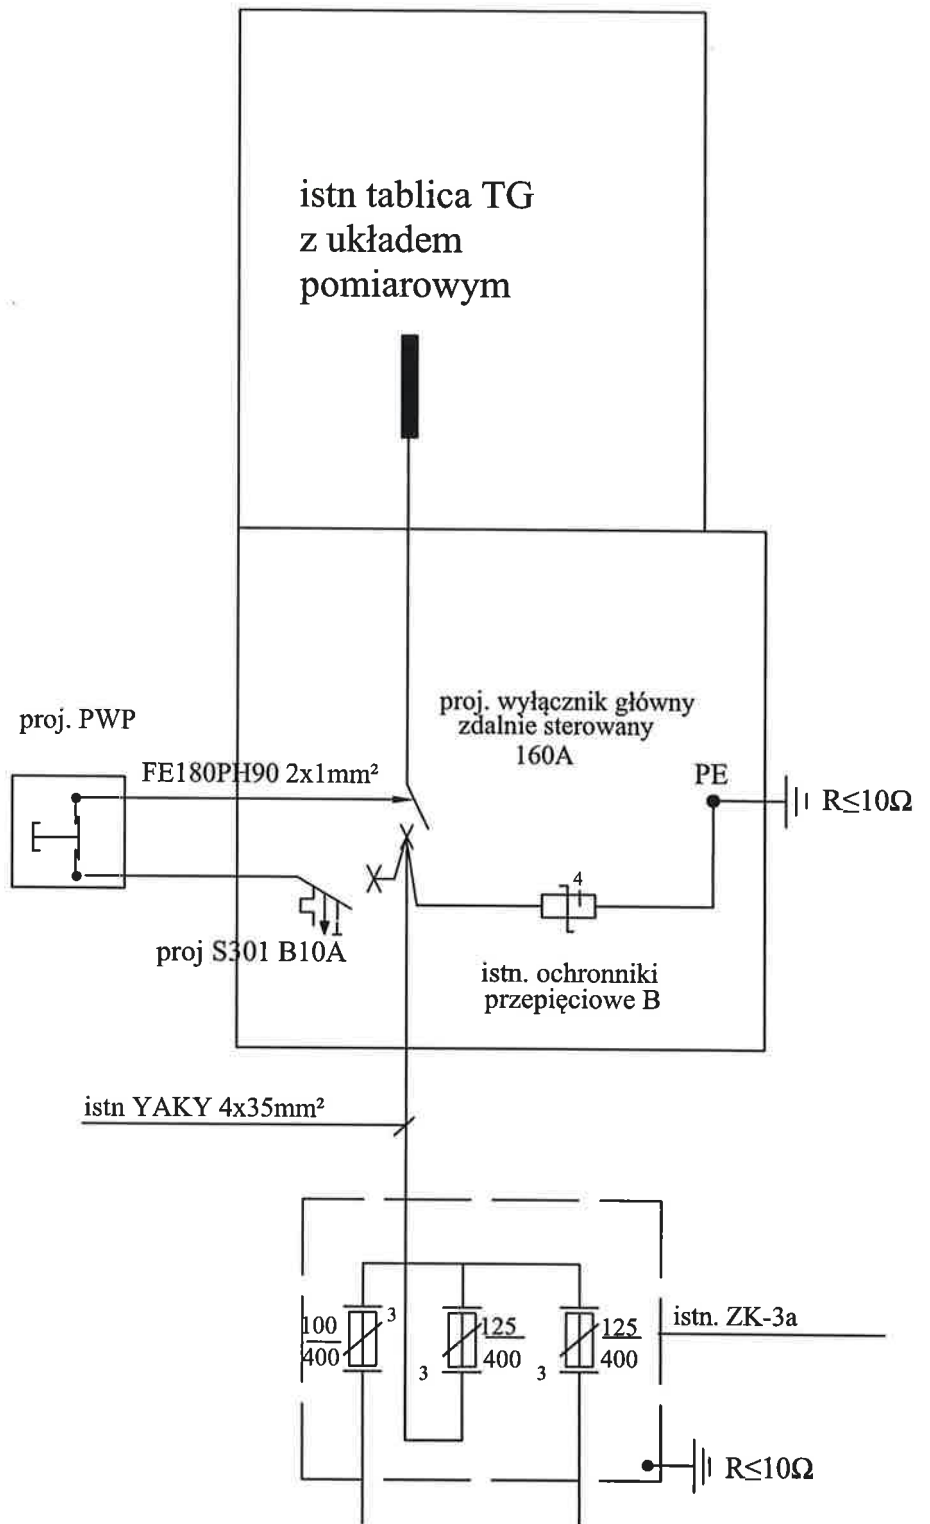 istn tablica TG
z układem
pomiarowym
proj. wyłącznik główny
zdalnie sterowany
160A
proj. PWP
FE180PH90 2x1mm²
PE
R≤10Ω
4
proj S301 B10A
istn. ochronniki
przepięciowe B
istn YAKY 4x35mm²
100
400
3
125
400
3
125
400
3
istn. ZK-3a
R≤10Ω